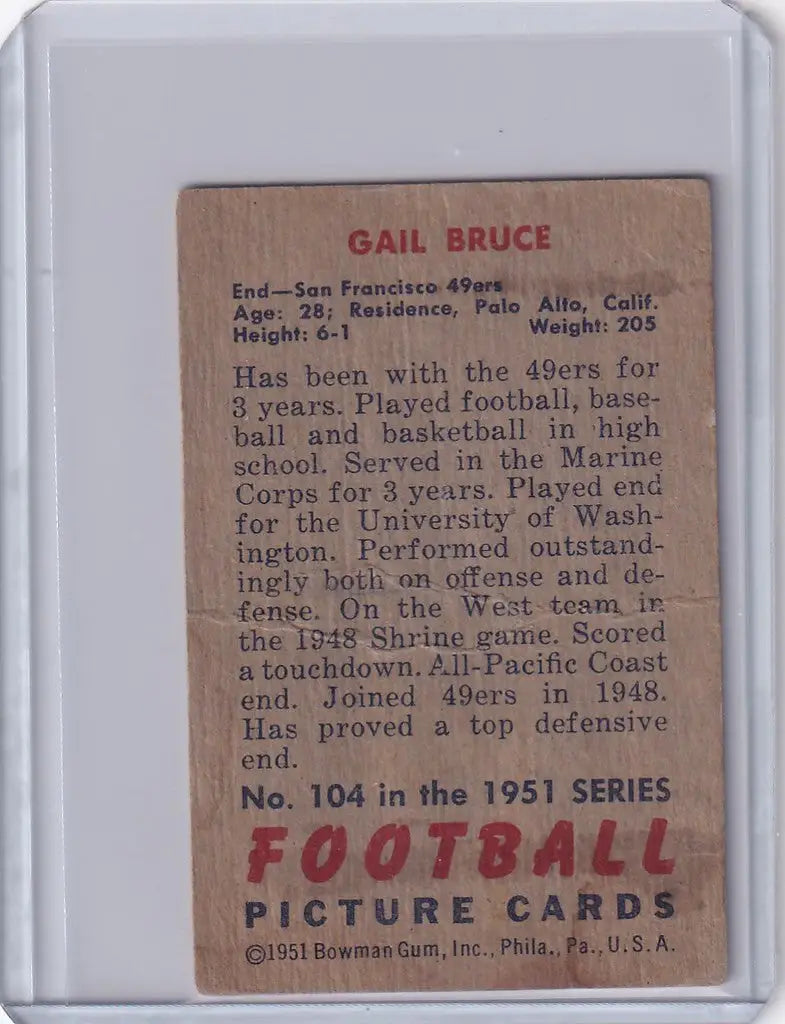 GAIL BRUCE
End—San Francisco 49ers
Age: 28; Residence, Palo Alto, Calif.
Height: 6-1 Weight: 205
Has been with the 49ers for
3 years. Played football, base-
ball and basketball in high
school. Served in the Marine
Corps for 3 years. Played end
for the University of Wash-
ington. Performed outstand-
ingly both on offense and de-
fense. On the West team in
the 1948 Shrine game. Scored
a touchdown. All-Pacific Coast
end. Joined 49ers in 1948.
Has proved a top defensive
end.
No. 104 in the 1951 SERIES
FOOTBALL
PICTURE CARDS
©1951 Bowman Gum, Inc., Phila., Pa., U.S.A.